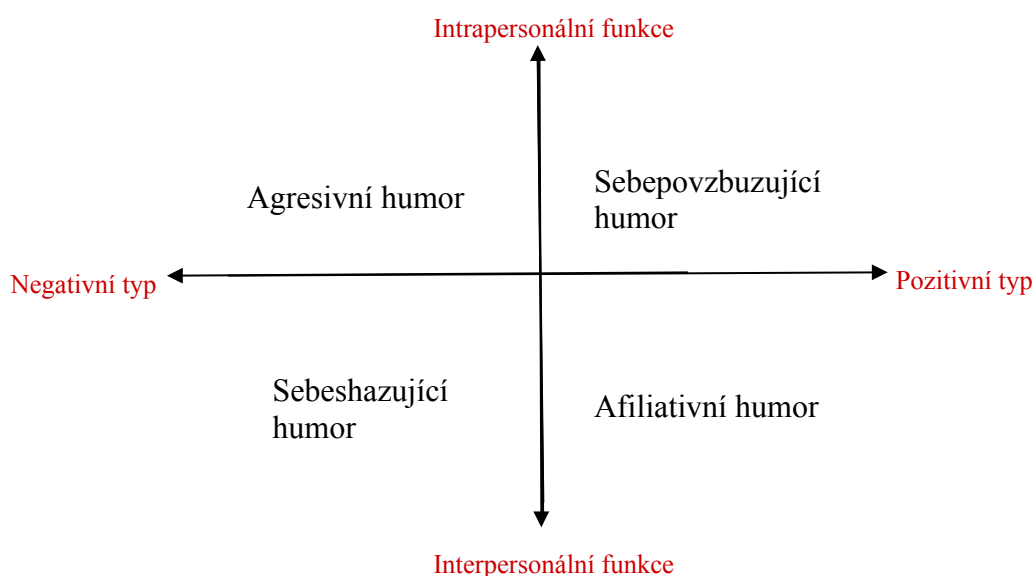 Intrapersonální funkce
Agresivní humor
Sebepovzbuzující
humor
Negativní typ
Pozitivní typ
Sebeshazující
humor
Afiliativní humor
Interpersonální funkce